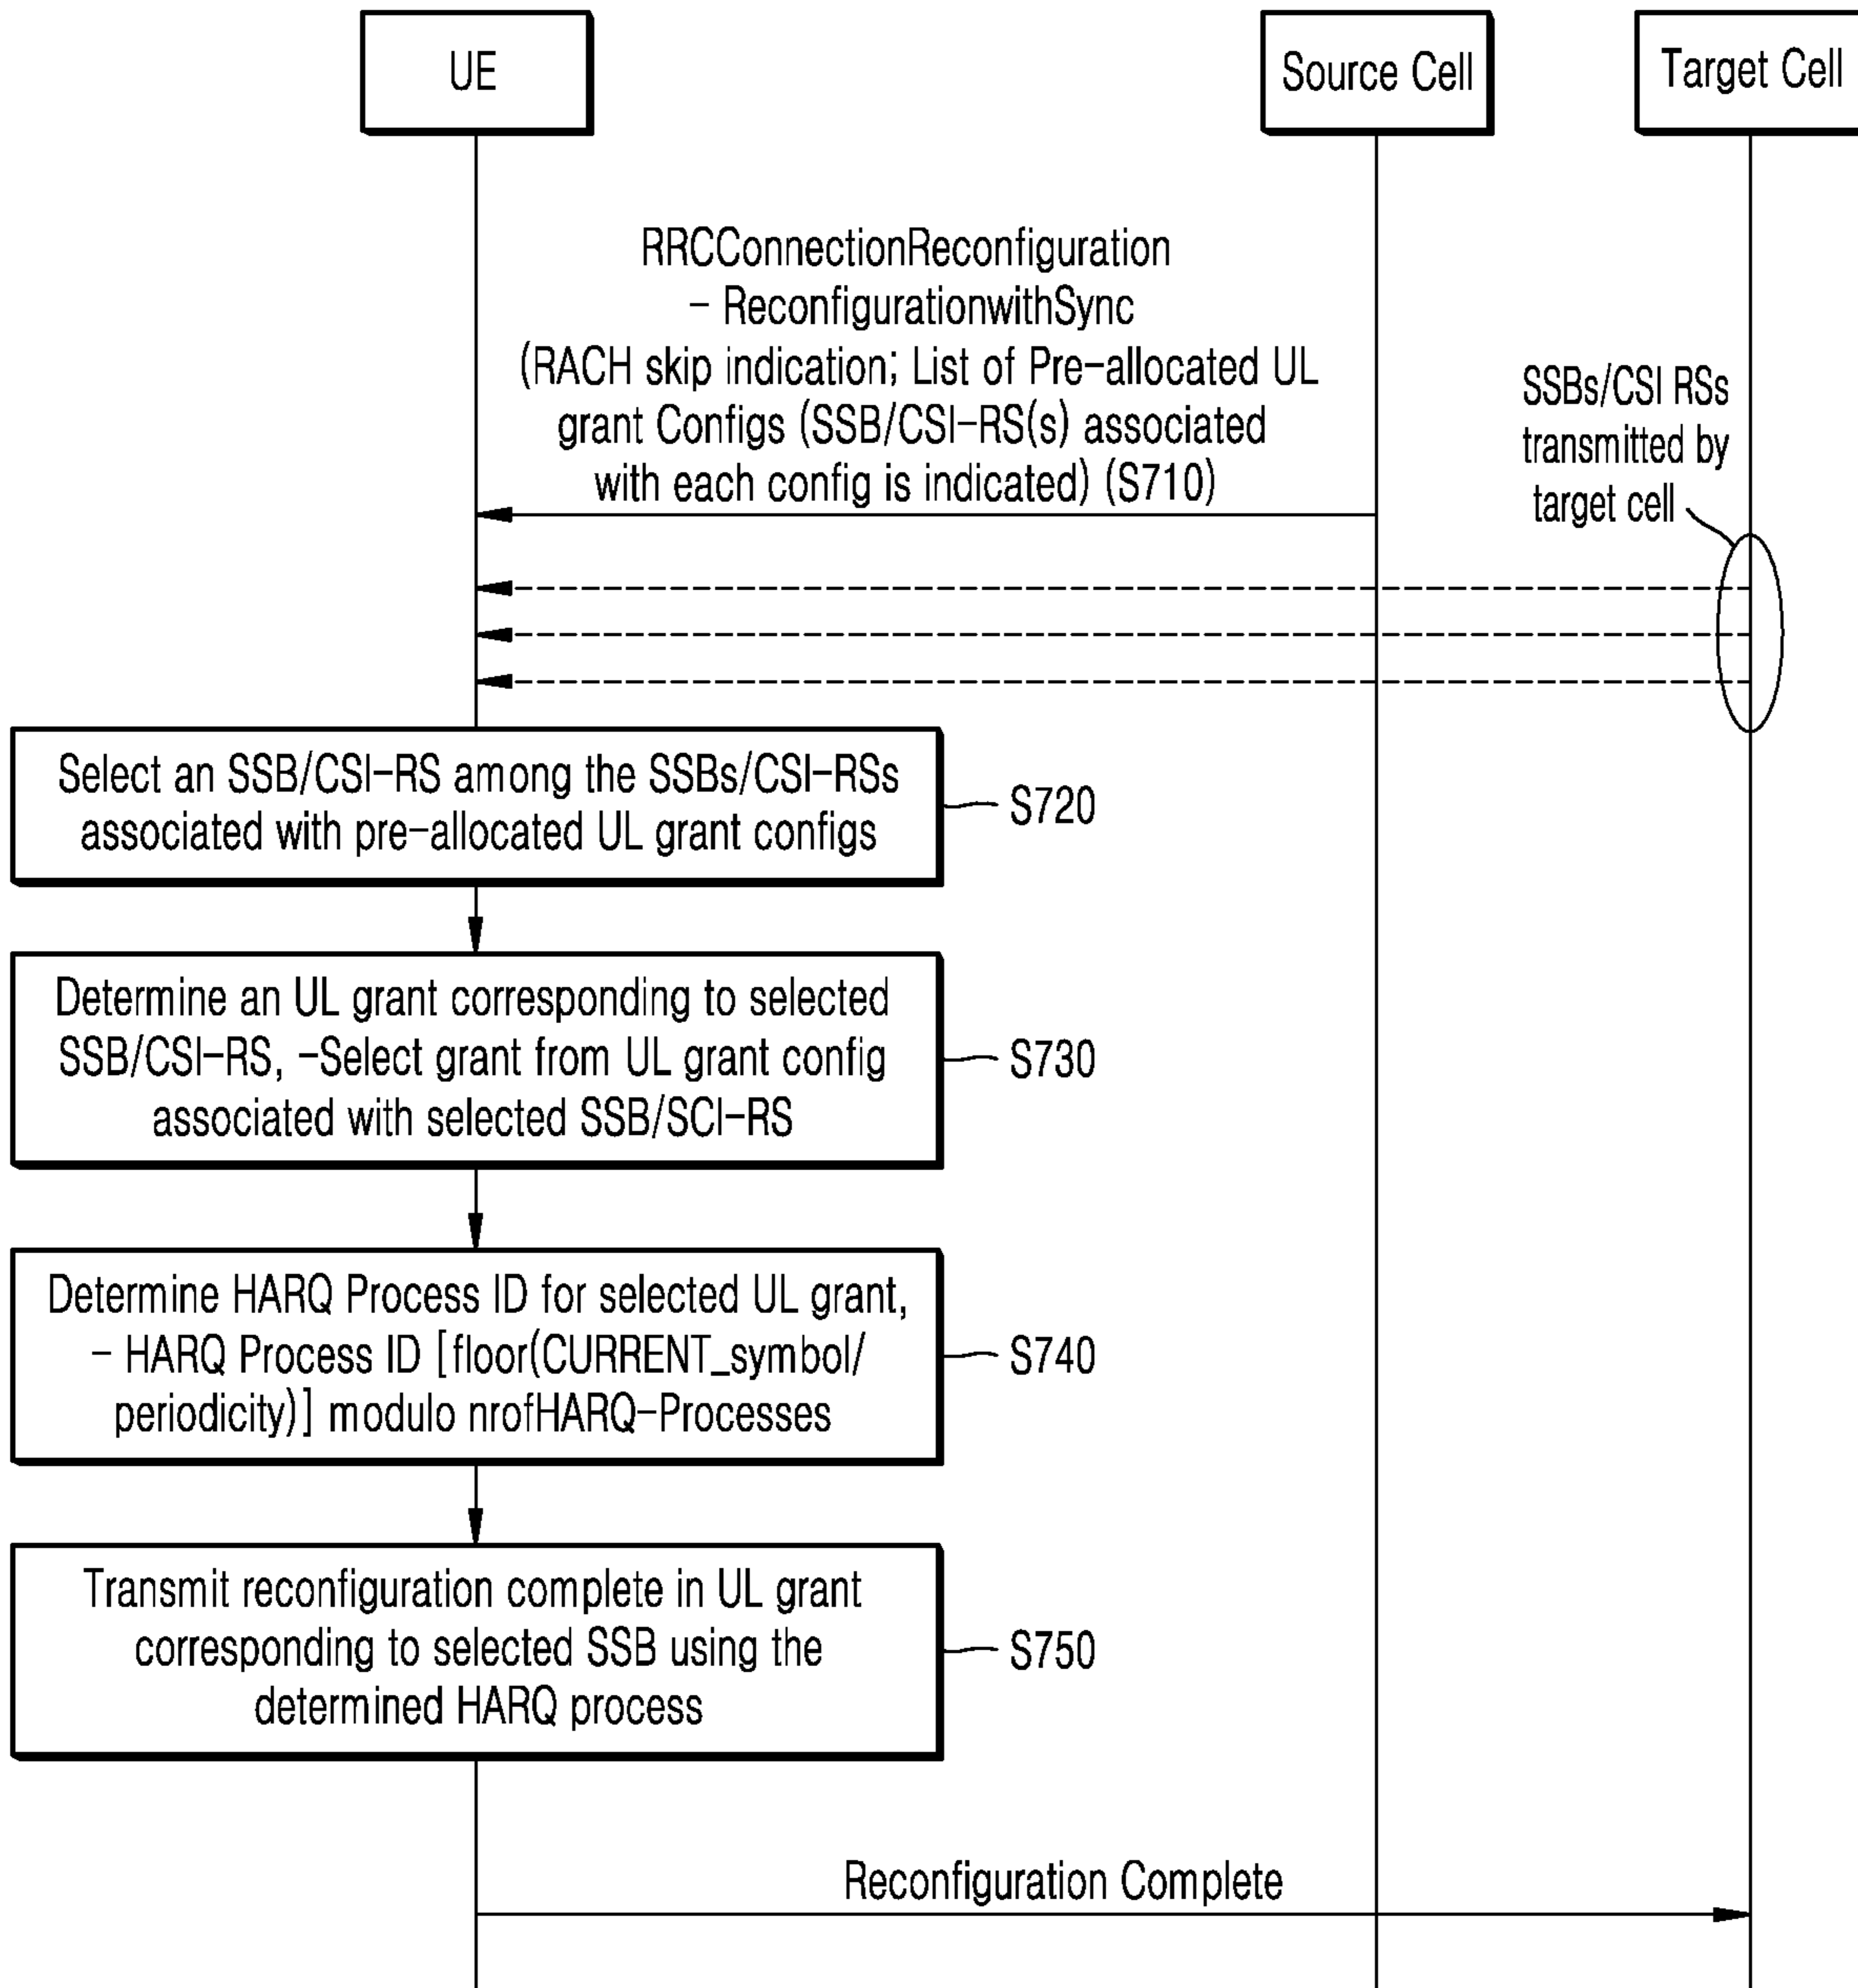 UE
Source Cell
Target Cell
RRCConnectionReconfiguration
– ReconfigurationwithSync
(RACH skip indication; List of Pre-allocated UL
grant Configs (SSB/CSI-RS(s) associated
with each config is indicated) (S710)
SSBs/CSI RSs
transmitted by
target cell
Select an SSB/CSI-RS among the SSBs/CSI-RSs
associated with pre-allocated UL grant configs
S720
Determine an UL grant corresponding to selected
SSB/CSI-RS, -Select grant from UL grant config
associated with selected SSB/SCI-RS
S730
Determine HARQ Process ID for selected UL grant,
– HARQ Process ID [floor(CURRENT_symbol/
periodicity)] modulo nrofHARQ-Processes
S740
Transmit reconfiguration complete in UL grant
corresponding to selected SSB using the
determined HARQ process
S750
Reconfiguration Complete